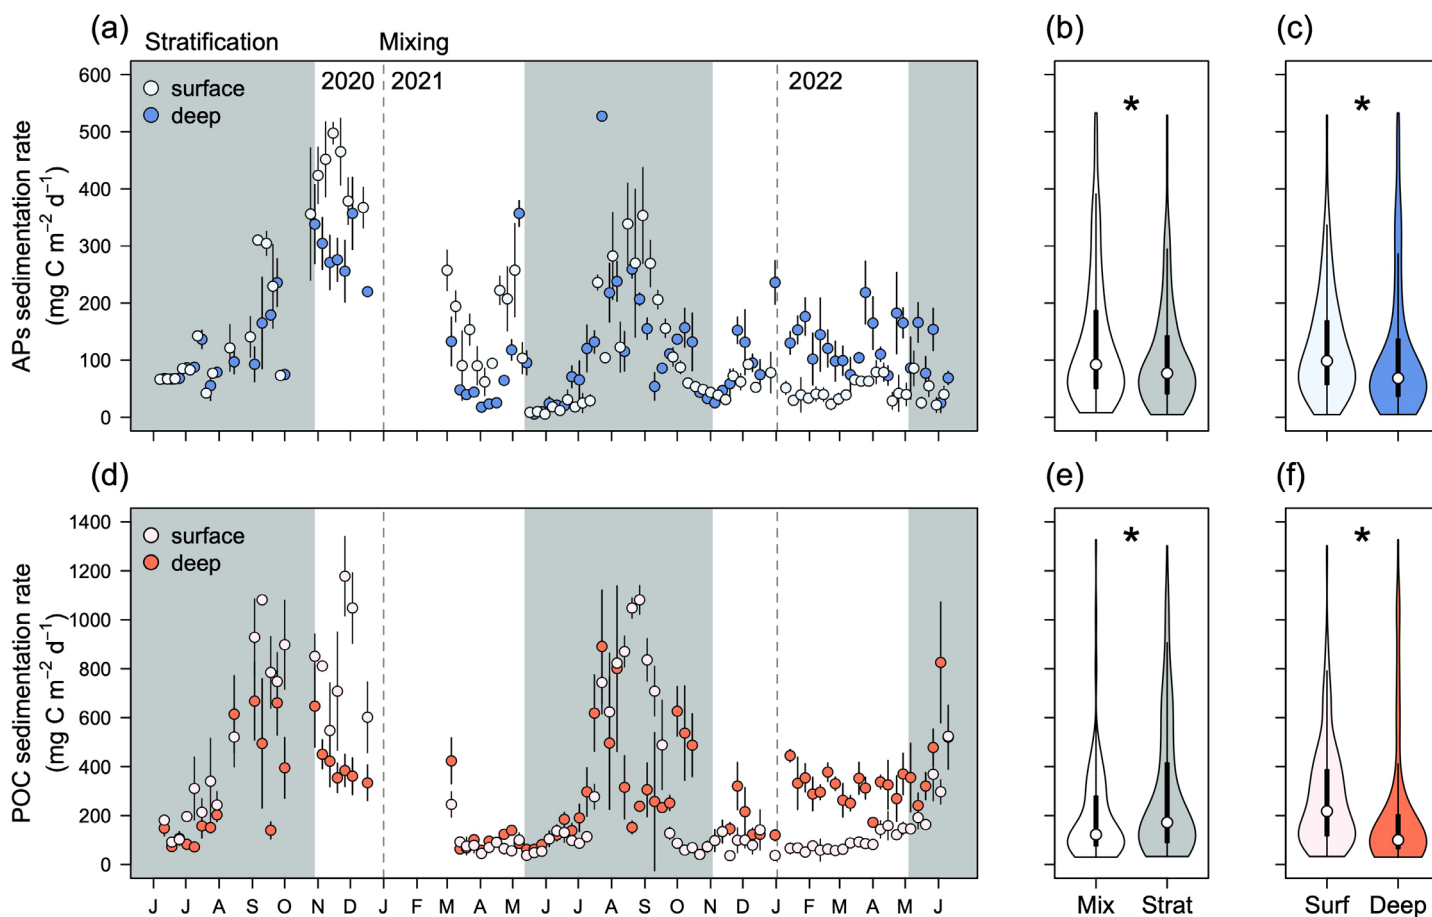 (a)
(b)
(c)
Stratification
Mixing
600
500
400
300
200
100
0
APs sedimentation rate
(mg C m⁻² d⁻¹)
surface
deep
2020
2021
2022
*
*
(d)
(e)
(f)
1400
1200
1000
800
600
400
200
0
POC sedimentation rate
(mg C m⁻² d⁻¹)
surface
deep
*
*
J J A S O N D J F M A M J J A S O N D J F M A M J
Mix Strat
Surf Deep